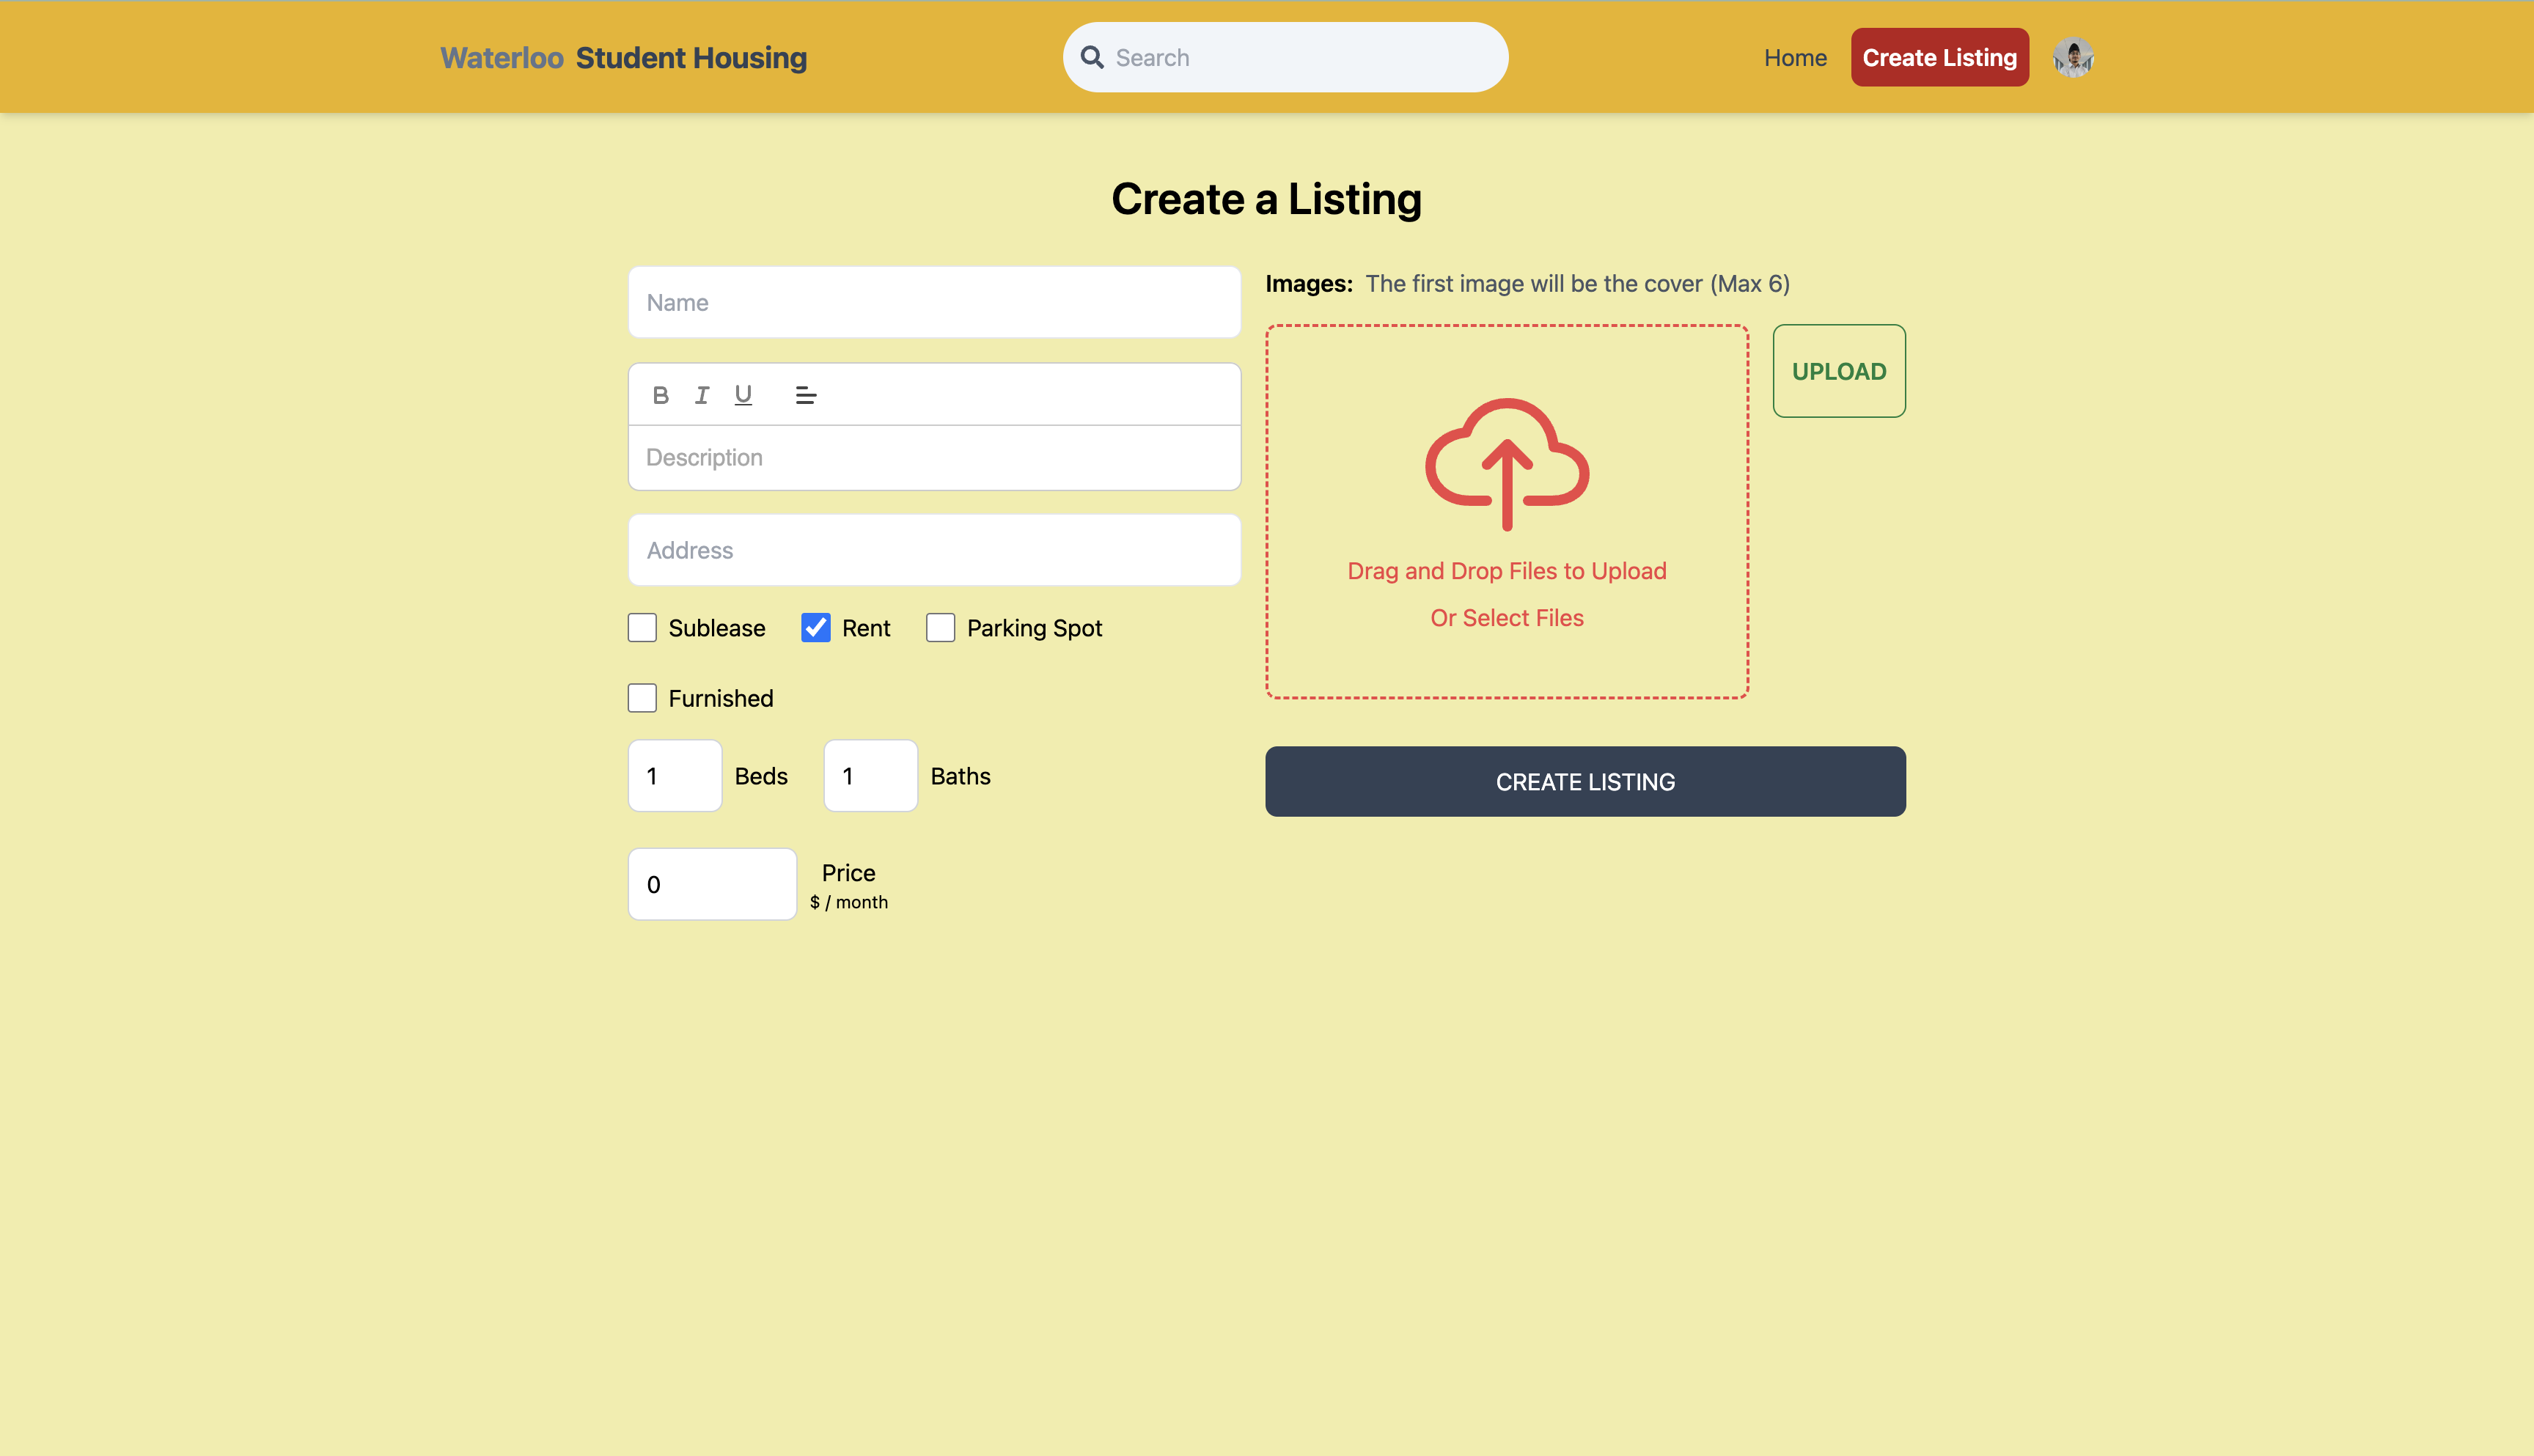 Waterloo Student Housing
Search
Home
Create Listing
Create a Listing
Name
B I U
Description
Address
Sublease
Rent
Parking Spot
Furnished
1 Beds
1 Baths
0 Price
$ / month
Images: The first image will be the cover (Max 6)
Drag and Drop Files to Upload
Or Select Files
UPLOAD
CREATE LISTING